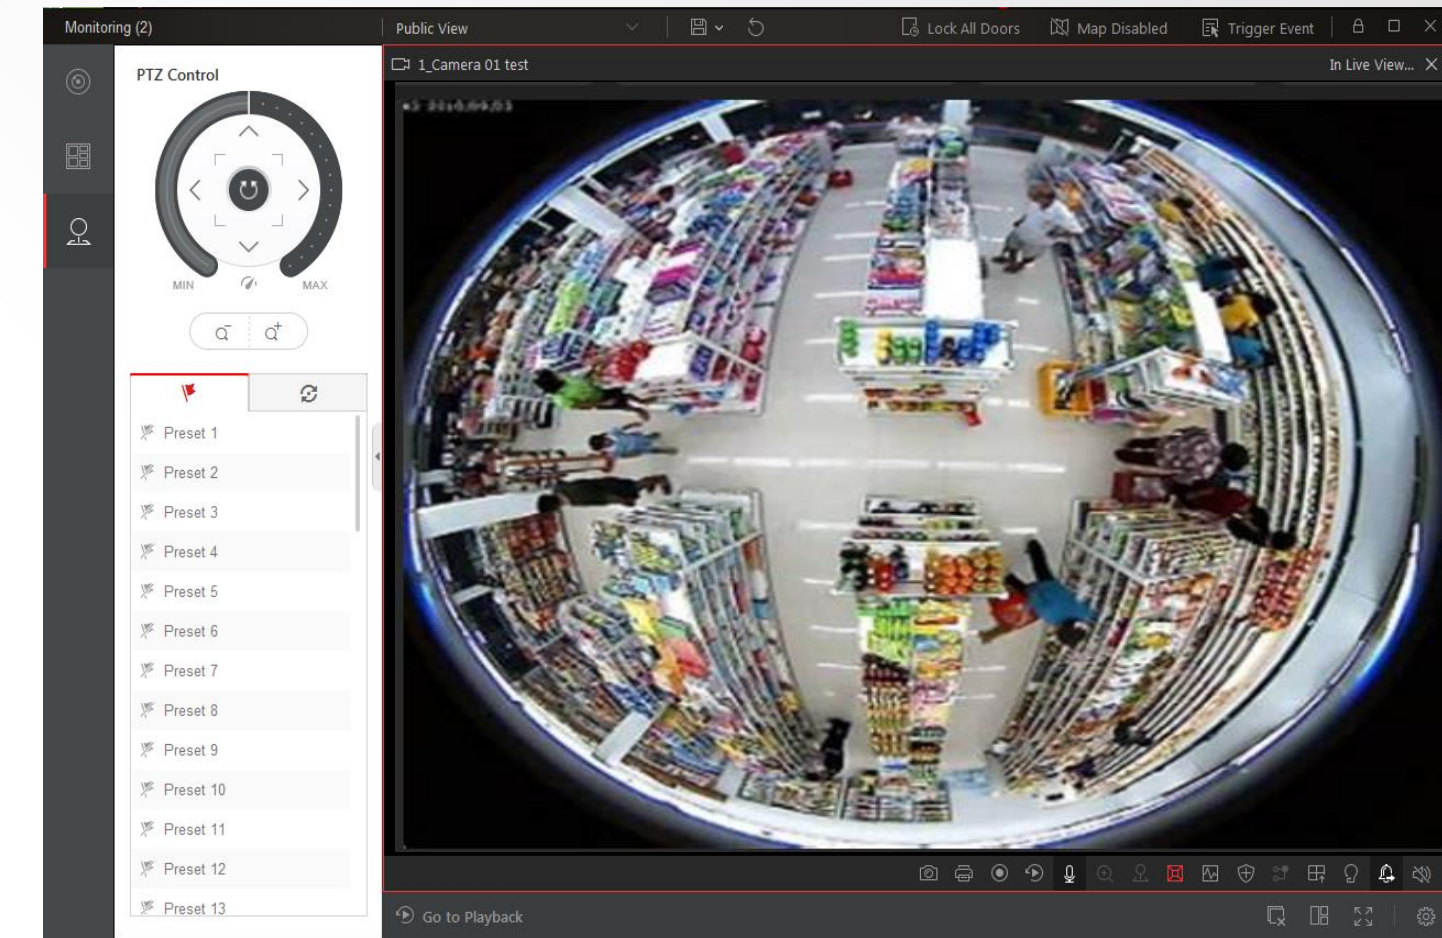 Monitoring (2)
Public View
Lock All Doors
Map Disabled
Trigger Event
PTZ Control
1_Camera 01 test
In Live View...
MIN
MAX
Preset 1
Preset 2
Preset 3
Preset 4
Preset 5
Preset 6
Preset 7
Preset 8
Preset 9
Preset 10
Preset 11
Preset 12
Preset 13
Go to Playback